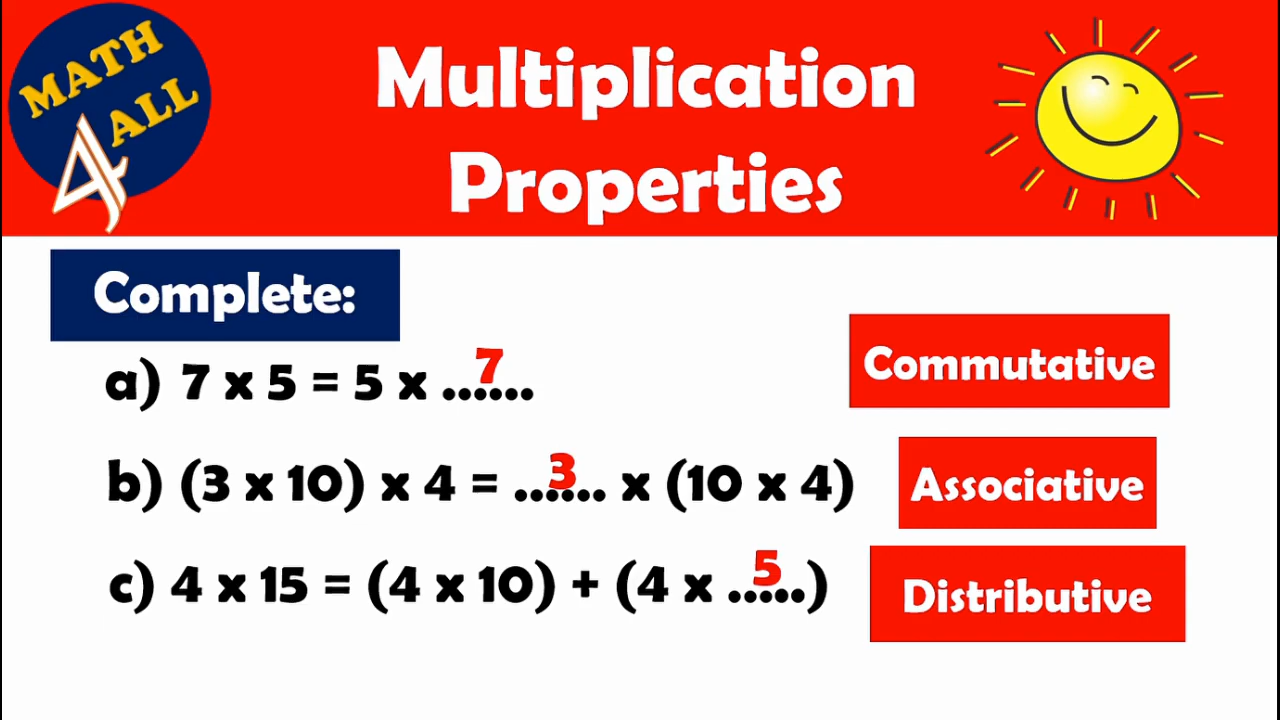 MATH
4 ALL
Multiplication
Properties
Complete:
a) 7 x 5 = 5 x ...7...
Commutative
b) (3 x 10) x 4 = ...3... x (10 x 4)
Associative
c) 4 x 15 = (4 x 10) + (4 x ..5...)
Distributive